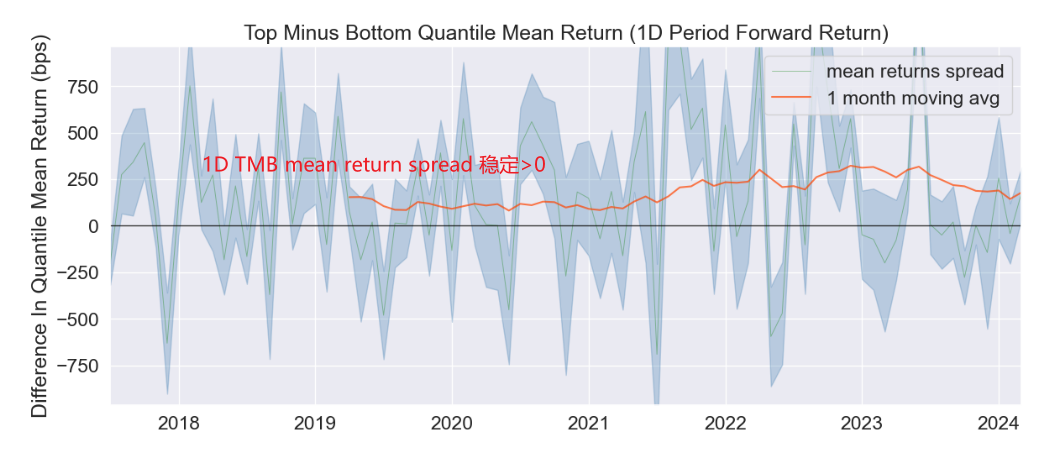 Top Minus Bottom Quantile Mean Return (1D Period Forward Return)
Difference In Quantile Mean Return (bps)
750
500
250
0
−250
−500
−750
mean returns spread
1 month moving avg
1D TMB mean return spread 稳定>0
2018
2019
2020
2021
2022
2023
2024